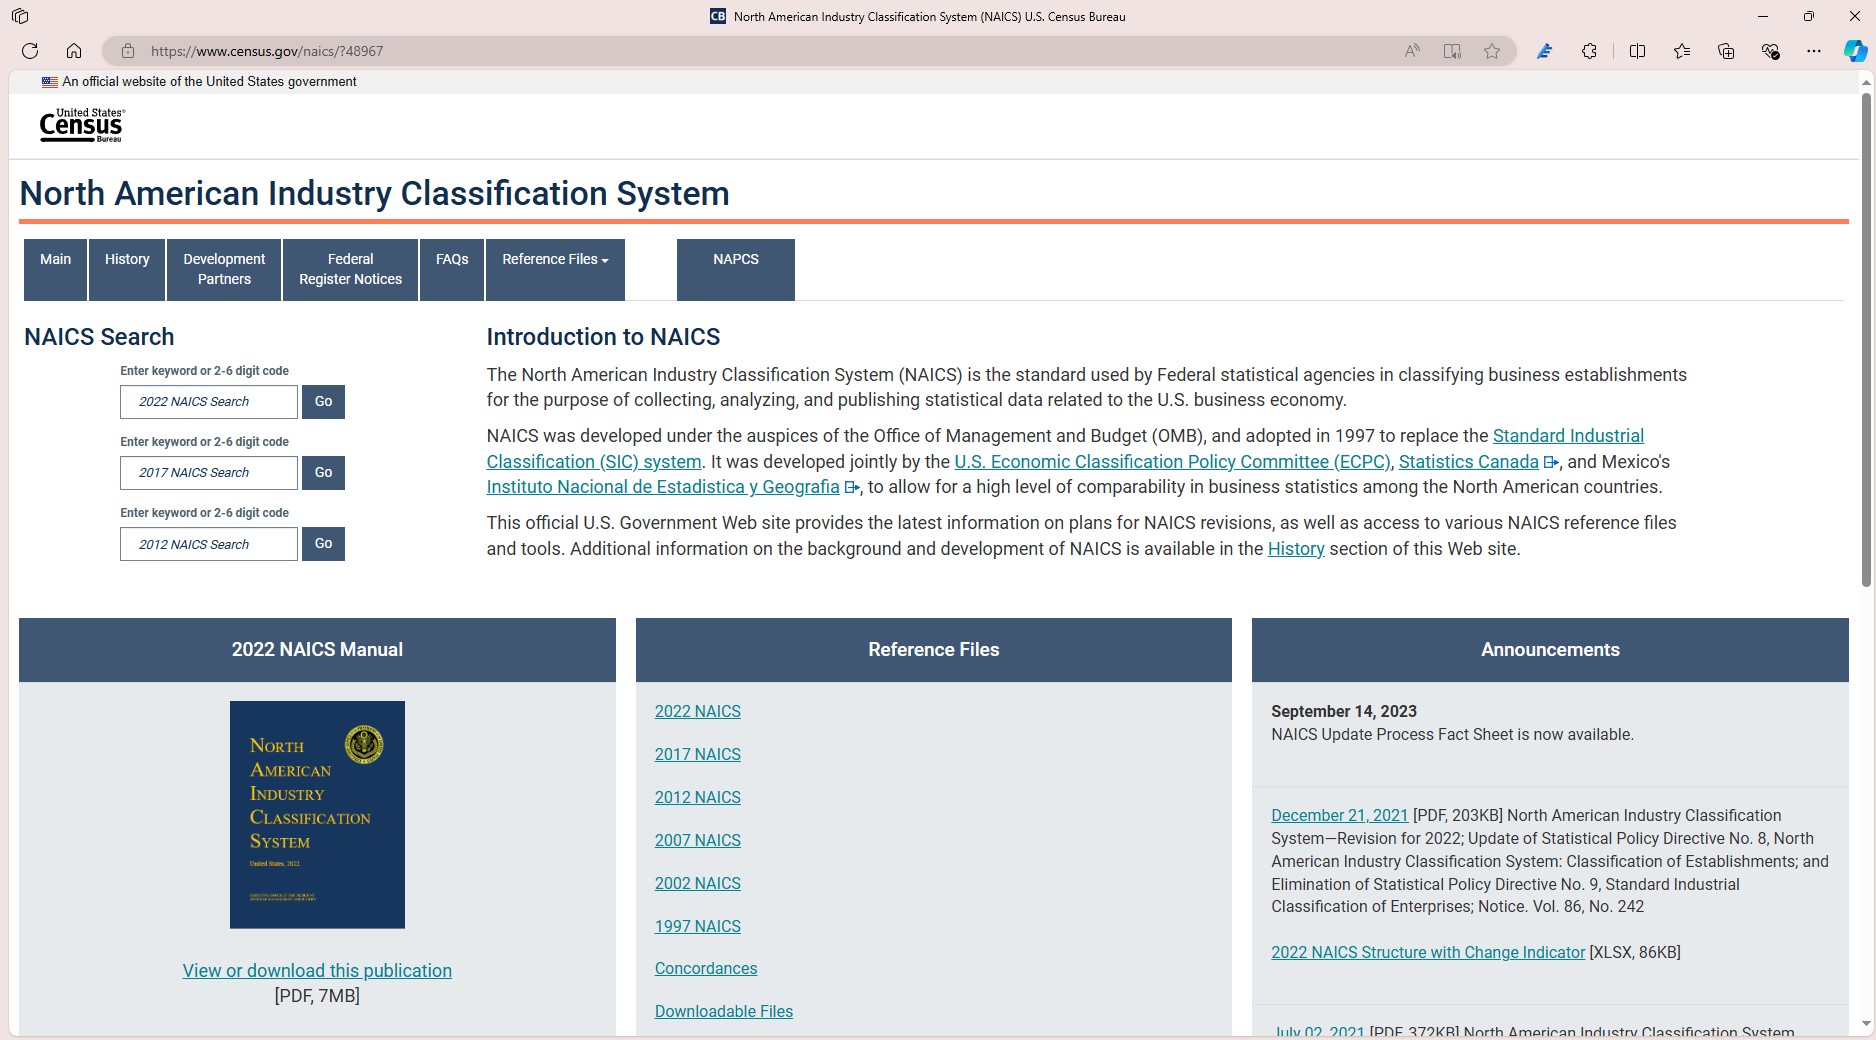 North American Industry Classification System (NAICS) U.S. Census Bureau
https://www.census.gov/naics/?48967
An official website of the United States government
United States®
Census
Bureau
North American Industry Classification System
Main
History
Development
Partners
Federal
Register Notices
FAQs
Reference Files
NAPCS
NAICS Search
Enter keyword or 2-6 digit code
2022 NAICS Search
Go
Enter keyword or 2-6 digit code
2017 NAICS Search
Go
Enter keyword or 2-6 digit code
2012 NAICS Search
Go
Introduction to NAICS
The North American Industry Classification System (NAICS) is the standard used by Federal statistical agencies in classifying business establishments
for the purpose of collecting, analyzing, and publishing statistical data related to the U.S. business economy.
NAICS was developed under the auspices of the Office of Management and Budget (OMB), and adopted in 1997 to replace the Standard Industrial
Classification (SIC) system. It was developed jointly by the U.S. Economic Classification Policy Committee (ECPC), Statistics Canada, and Mexico's
Instituto Nacional de Estadistica y Geografia, to allow for a high level of comparability in business statistics among the North American countries.
This official U.S. Government Web site provides the latest information on plans for NAICS revisions, as well as access to various NAICS reference files
and tools. Additional information on the background and development of NAICS is available in the History section of this Web site.
2022 NAICS Manual
NORTH
AMERICAN
INDUSTRY
CLASSIFICATION
SYSTEM
United States, 2022
View or download this publication
[PDF, 7MB]
Reference Files
2022 NAICS
2017 NAICS
2012 NAICS
2007 NAICS
2002 NAICS
1997 NAICS
Concordances
Downloadable Files
Announcements
September 14, 2023
NAICS Update Process Fact Sheet is now available.
December 21, 2021 [PDF, 203KB] North American Industry Classification
System—Revision for 2022; Update of Statistical Policy Directive No. 8, North
American Industry Classification System: Classification of Establishments; and
Elimination of Statistical Policy Directive No. 9, Standard Industrial
Classification of Enterprises; Notice. Vol. 86, No. 242
2022 NAICS Structure with Change Indicator [XLSX, 86KB]
July 02, 2021 [PDF, 372KB] North American Industry Classification System